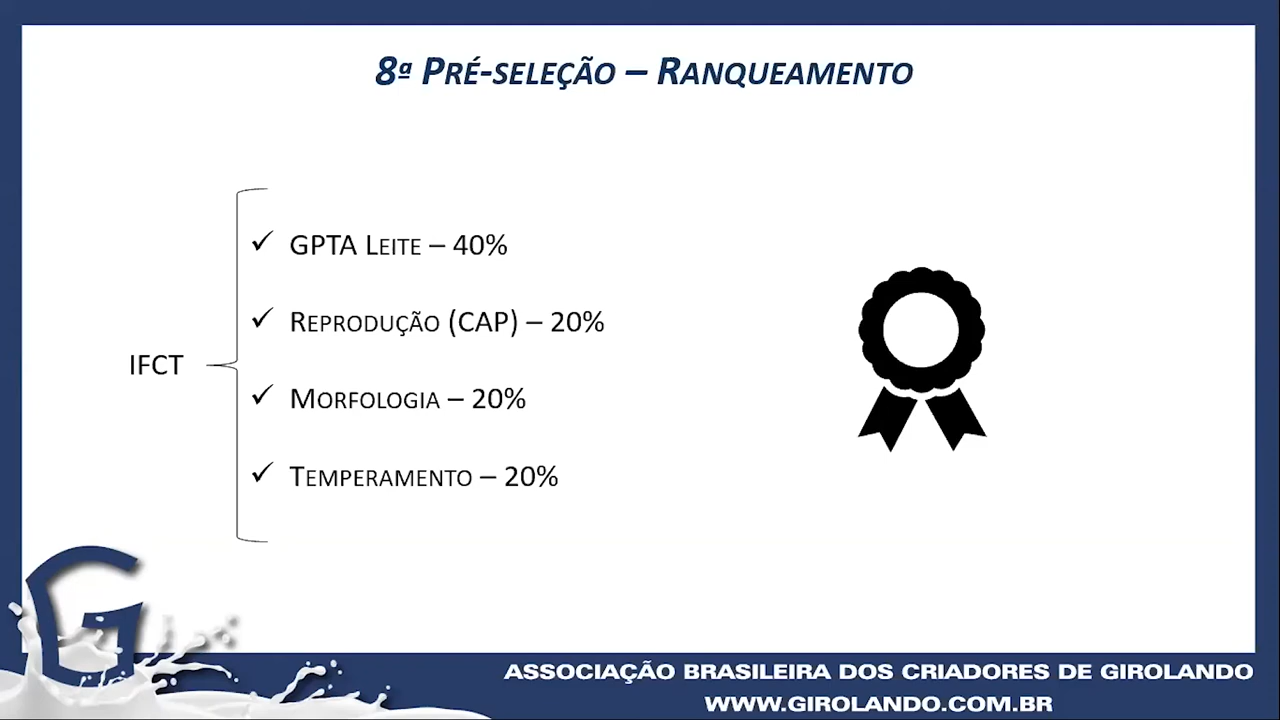 8ª PRÉ-SELEÇÃO – RANQUEAMENTO
✓ GPTA LEITE – 40%
✓ REPRODUÇÃO (CAP) – 20%
IFCT
✓ MORFOLOGIA – 20%
✓ TEMPERAMENTO – 20%
G
ASSOCIAÇÃO BRASILEIRA DOS CRIADORES DE GIROLANDO
WWW.GIROLANDO.COM.BR